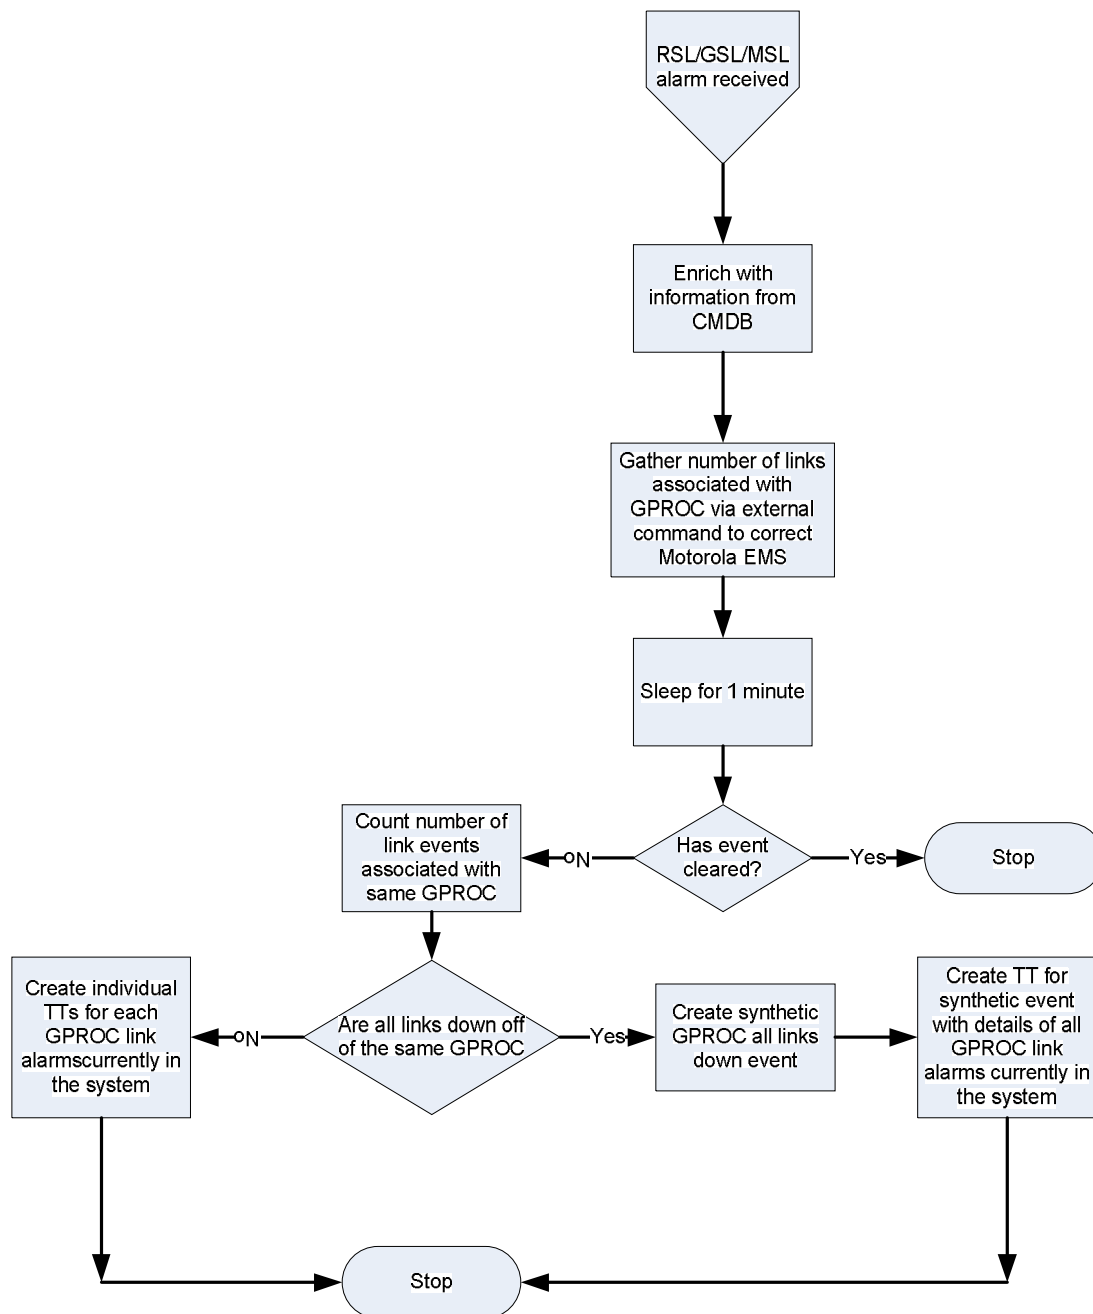 RSL/GSL/MSL
alarm received
Enrich with
information from
CMDB
Gather number of links
associated with
GPROC via external
command to correct
Motorola EMS
Sleep for 1 minute
Has event
cleared?
Yes
Stop
No
Count number of
link events
associated with
same GPROC
Are all links down off
of the same GPROC
No
Create individual
TTs for each
GPROC link
alarmscurrently in
the system
Yes
Create synthetic
GPROC all links
down event
Create TT for
synthetic event
with details of all
GPROC link
alarms currently in
the system
Stop